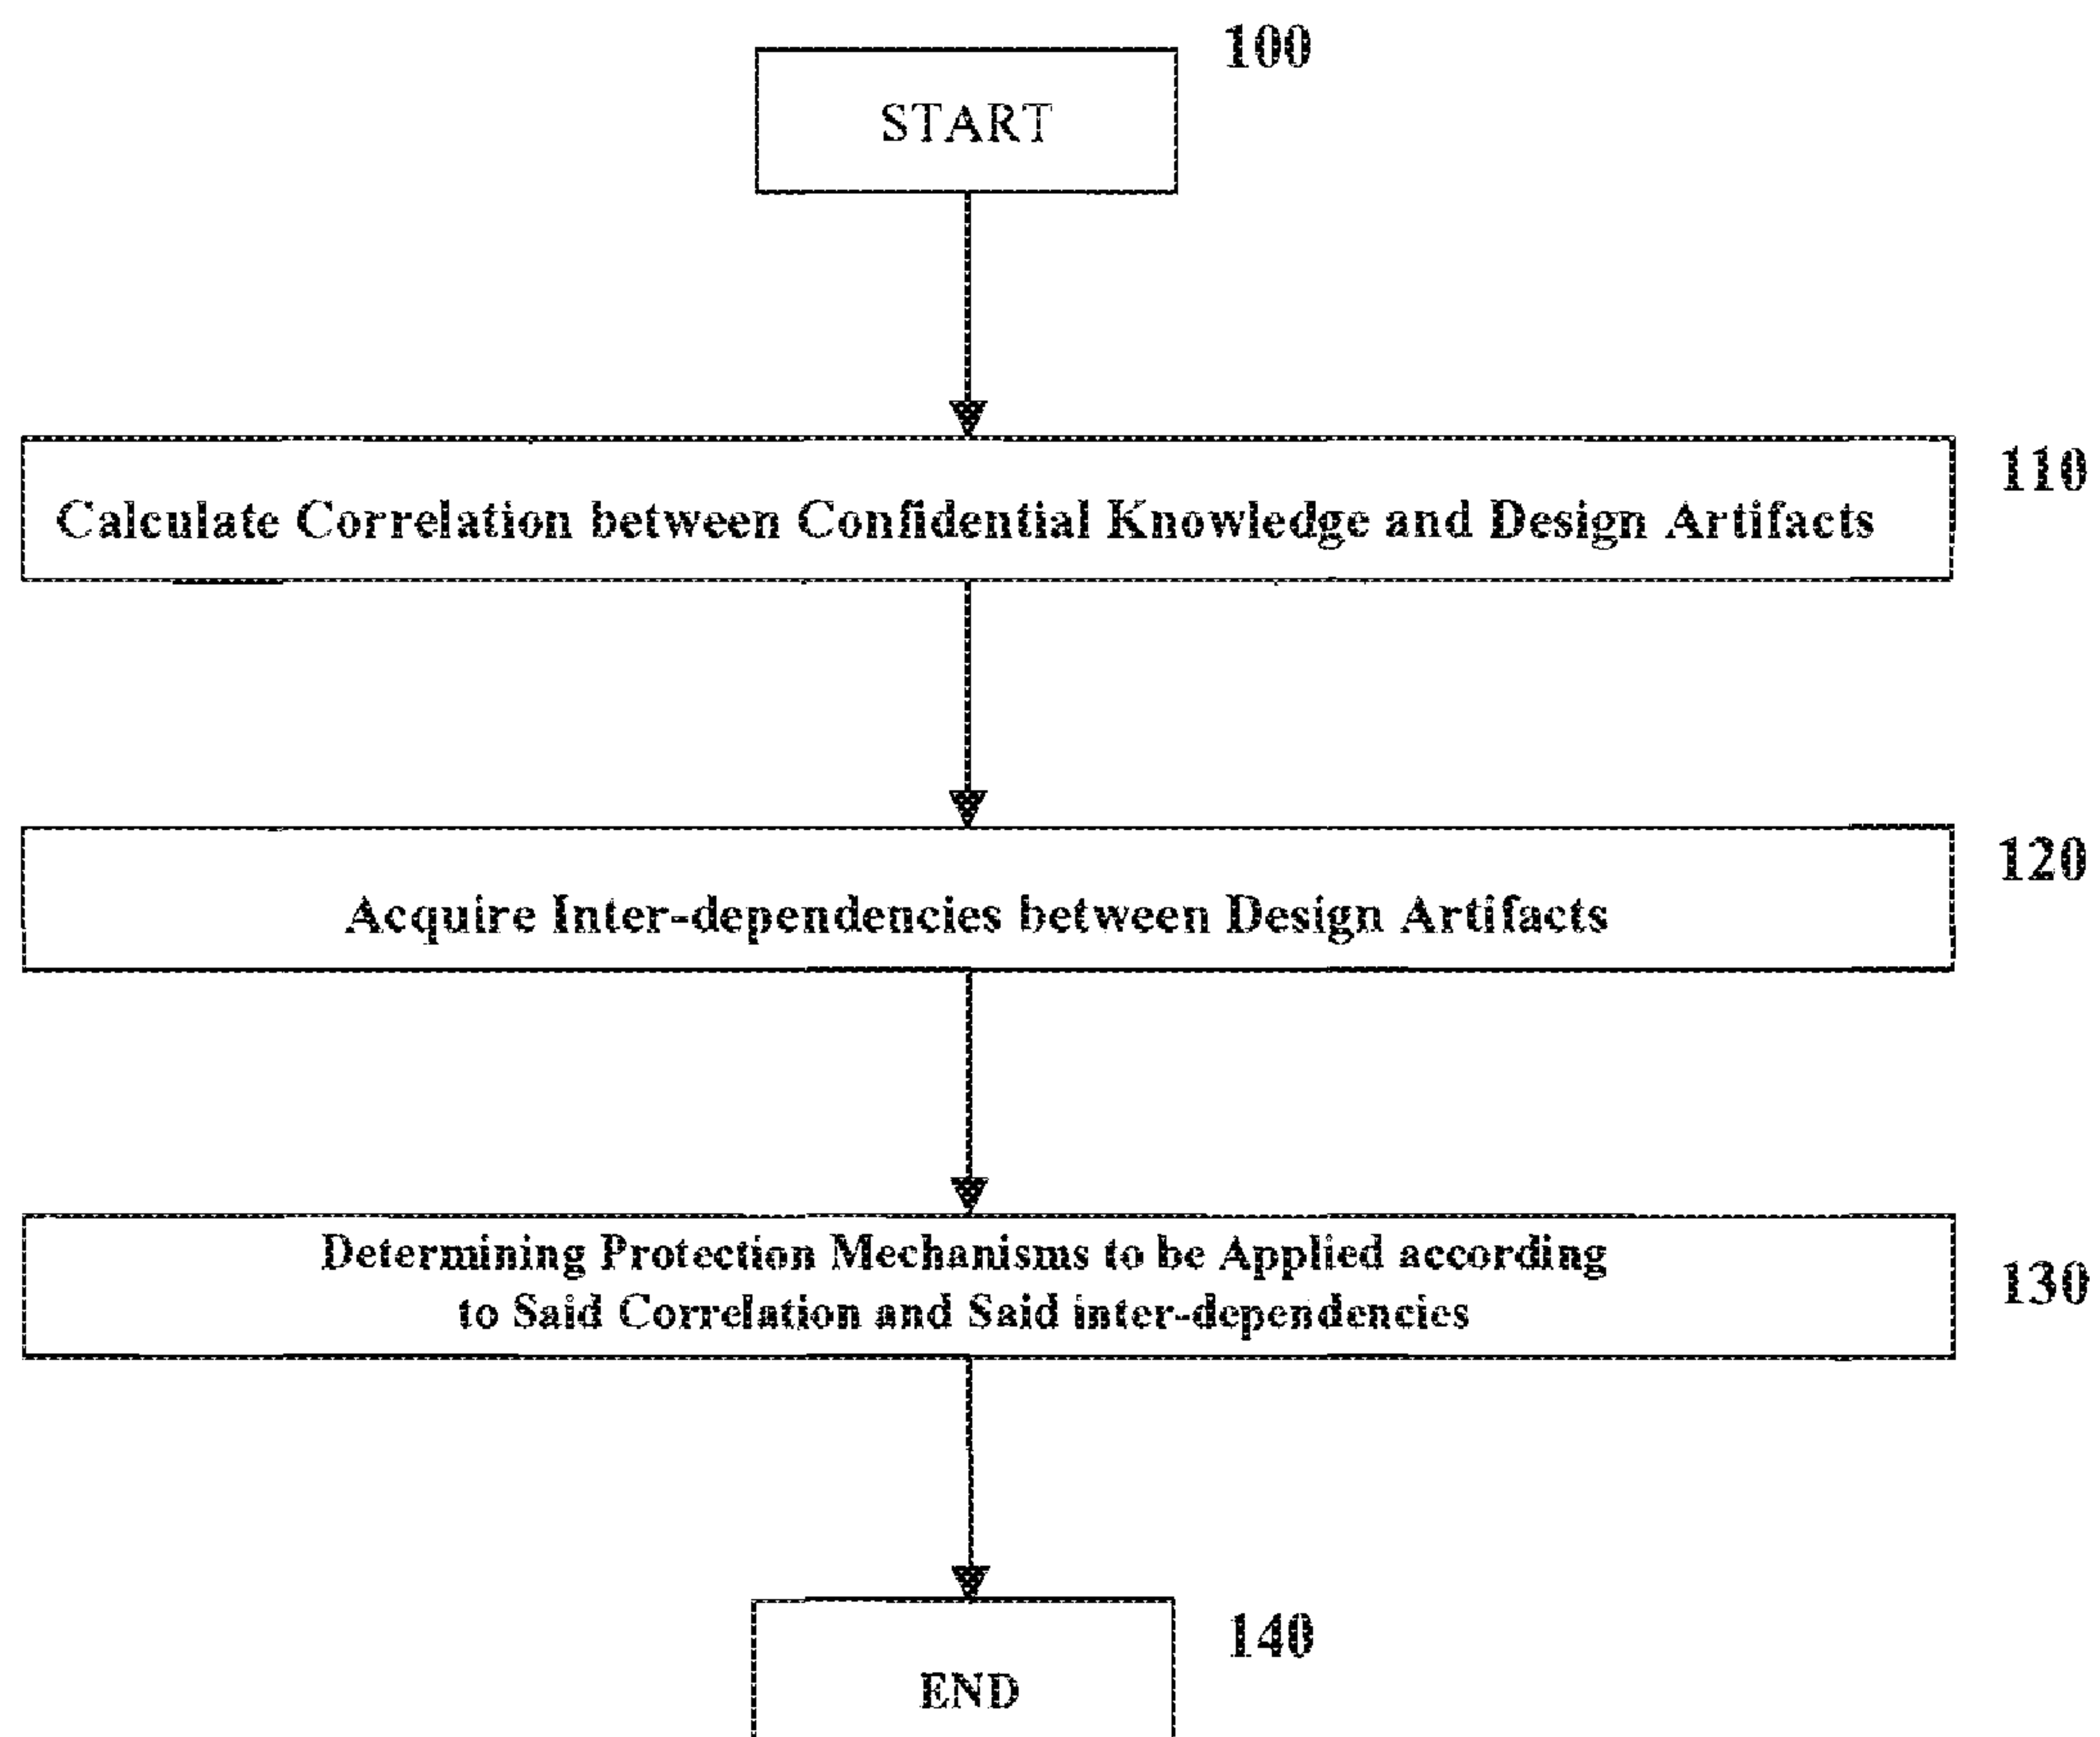 100
START
110
Calculate Correlation between Confidential Knowledge and Design Artifacts
120
Acquire Inter-dependencies between Design Artifacts
Determining Protection Mechanisms to be Applied according
to Said Correlation and Said inter-dependencies
130
140
END